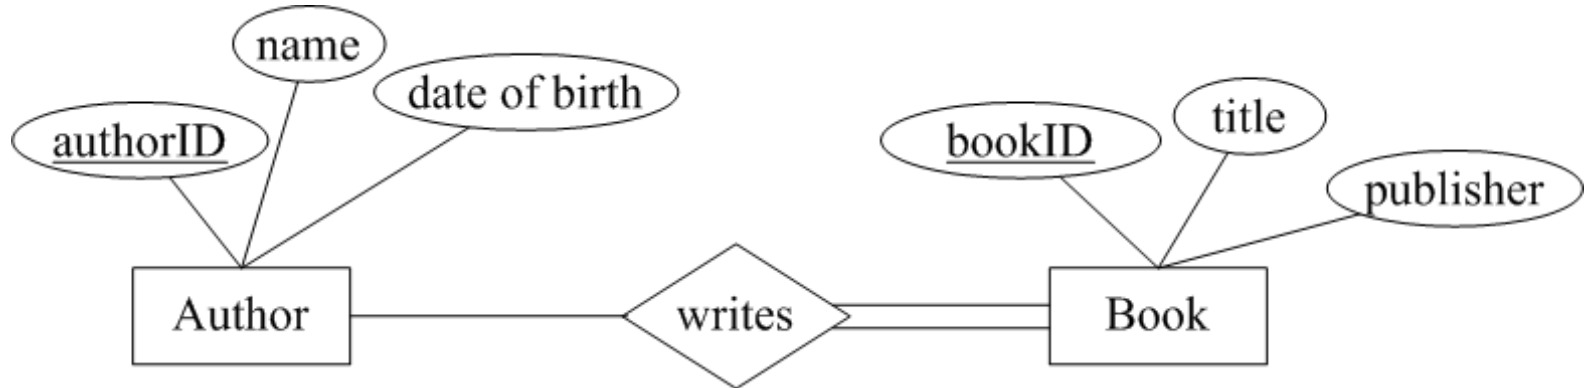 name
date of birth
authorID
title
bookID
publisher
Author
writes
Book